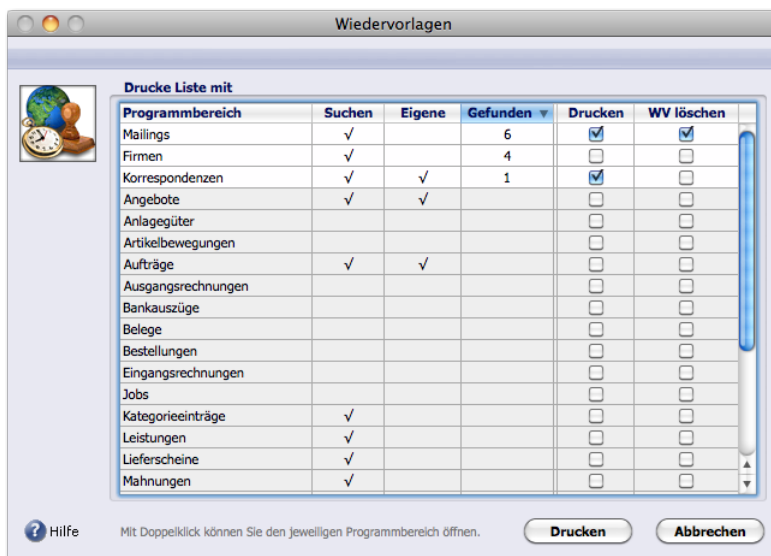 Wiedervorlagen
Drucke Liste mit
Programmbereich Suchen Eigene Gefunden Drucken WV löschen
Mailings √ 6
Firmen √ 4
Korrespondenzen √ √ 1
Angebote √ √
Anlagegüter
Artikelbewegungen
Aufträge √ √
Ausgangsrechnungen
Bankauszüge
Belege
Bestellungen
Eingangsrechnungen
Jobs
Kategorieeinträge √
Leistungen √
Lieferscheine √
Mahnungen √
? Hilfe Mit Doppelklick können Sie den jeweiligen Programmbereich öffnen. Drucken Abbrechen